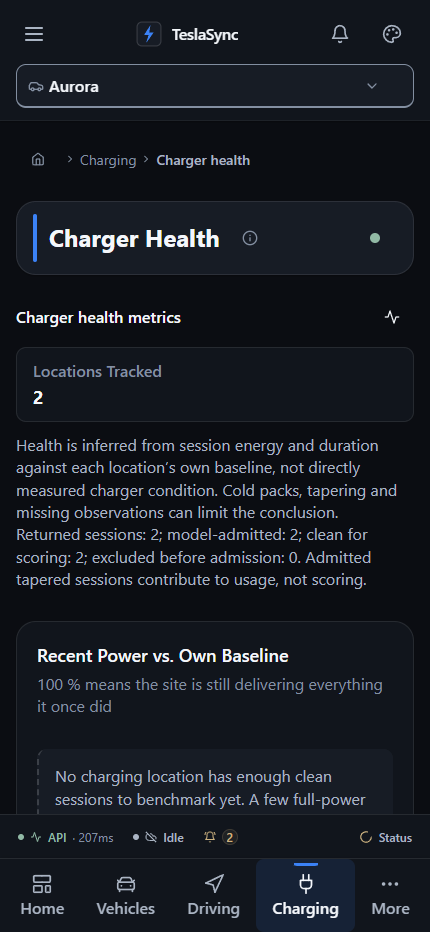 TeslaSync
Aurora
Charging
Charger health
Charger Health
Charger health metrics
Locations Tracked
2
Health is inferred from session energy and duration
against each location's own baseline, not directly
measured charger condition. Cold packs, tapering and
missing observations can limit the conclusion.
Returned sessions: 2; model-admitted: 2; clean for
scoring: 2; excluded before admission: 0. Admitted
tapered sessions contribute to usage, not scoring.
Recent Power vs. Own Baseline
100 % means the site is still delivering everything
it once did
No charging location has enough clean
sessions to benchmark yet. A few full-power
API · 207ms
Idle
2
Status
Home
Vehicles
Driving
Charging
More